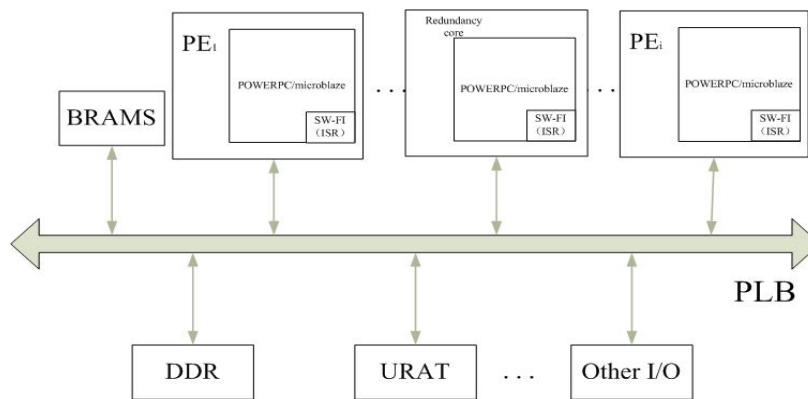 PE1
POWERPC/microblaze
SW-FI
（ISR）
. . .
Redundancy
core
POWERPC/microblaze
SW-FI
（ISR）
. . .
PEi
POWERPC/microblaze
SW-FI
（ISR）
BRAMS
PLB
DDR
URAT
. . .
Other I/O